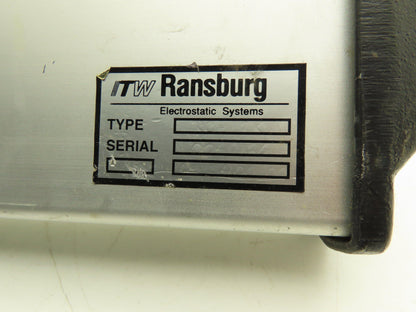 ITW Ransburg
Electrostatic Systems
TYPE
SERIAL